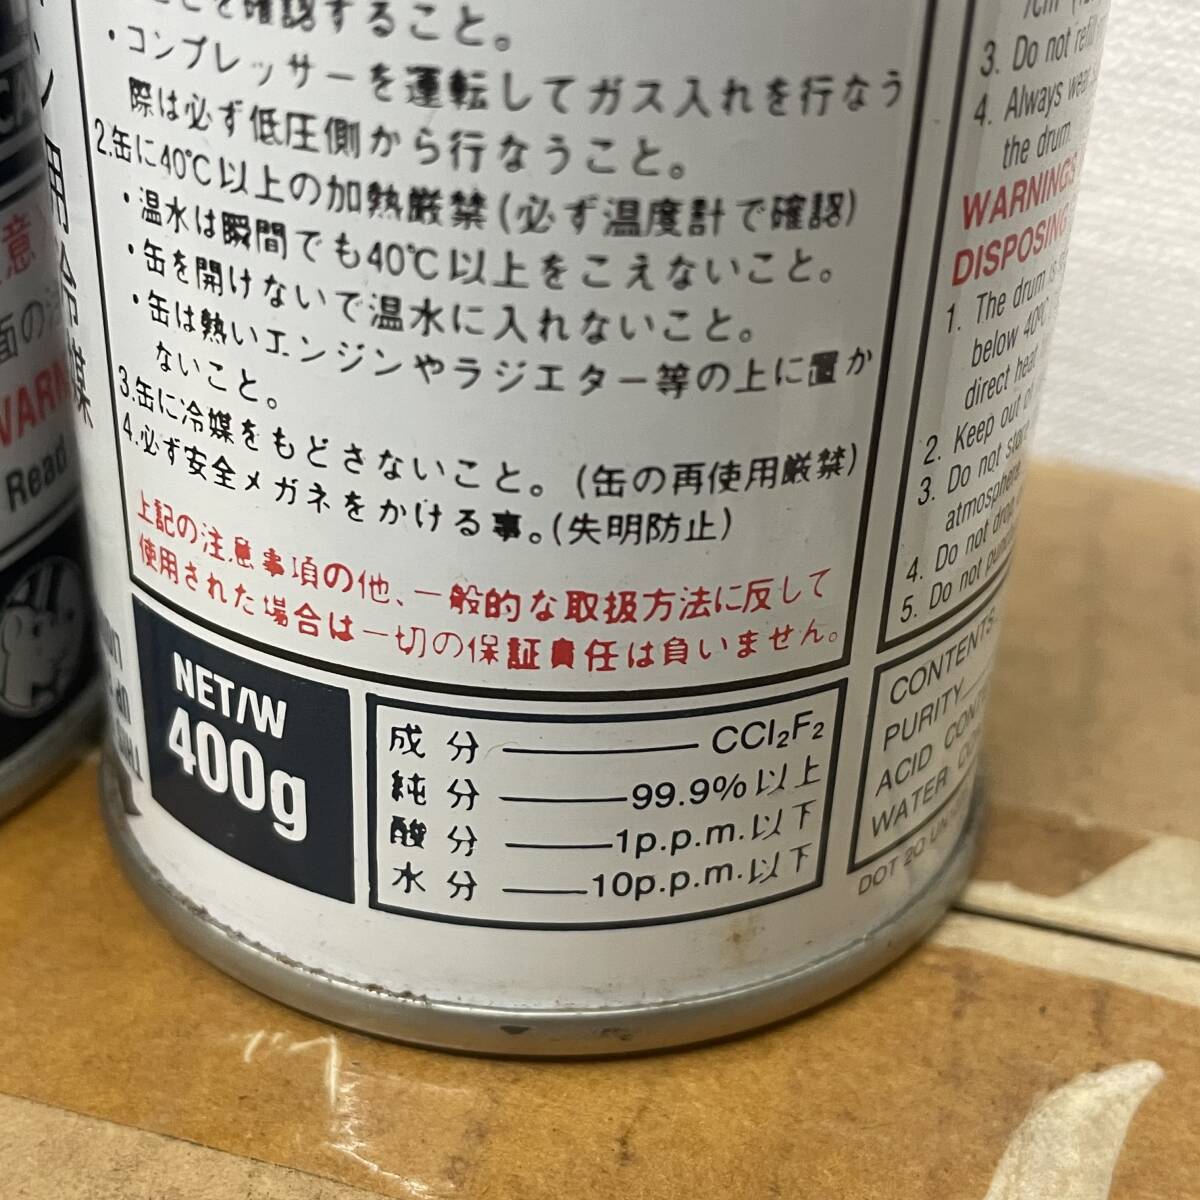 を確認すること。
・コンプレッサーを運転してガス入れを行なう
際は必ず低圧側から行なうこと。
2.缶に40℃以上の加熱厳禁(必ず温度計で確認)
・温水は瞬間でも40℃以上をこえないこと。
・缶を開けないで温水に入れないこと。
・缶は熱いエンジンやラジエター等の上に置か
ないこと。
3.缶に冷媒をもどさないこと。(缶の再使用厳禁)
4.必ず安全メガネをかける事。(失明防止)
上記の注意事項の他、一般的な取扱方法に反して
使用された場合は一切の保証責任は負いません。
NET/W
400g
成分 CCl₂F₂
純分 99.9%以上
酸分 1p.p.m.以下
水分 10p.p.m.以下
3. Do not refill
4. Always wear
the drum.
WARNINGS
DISPOSING
1. The drum is
below 40℃
direct heat
2. Keep out of
3. Do not store
atmosphere
4. Do not drop
5. Do not
CONTENTS
PURITY
ACID
WATER
DOT 2Q
用冷媒
Read